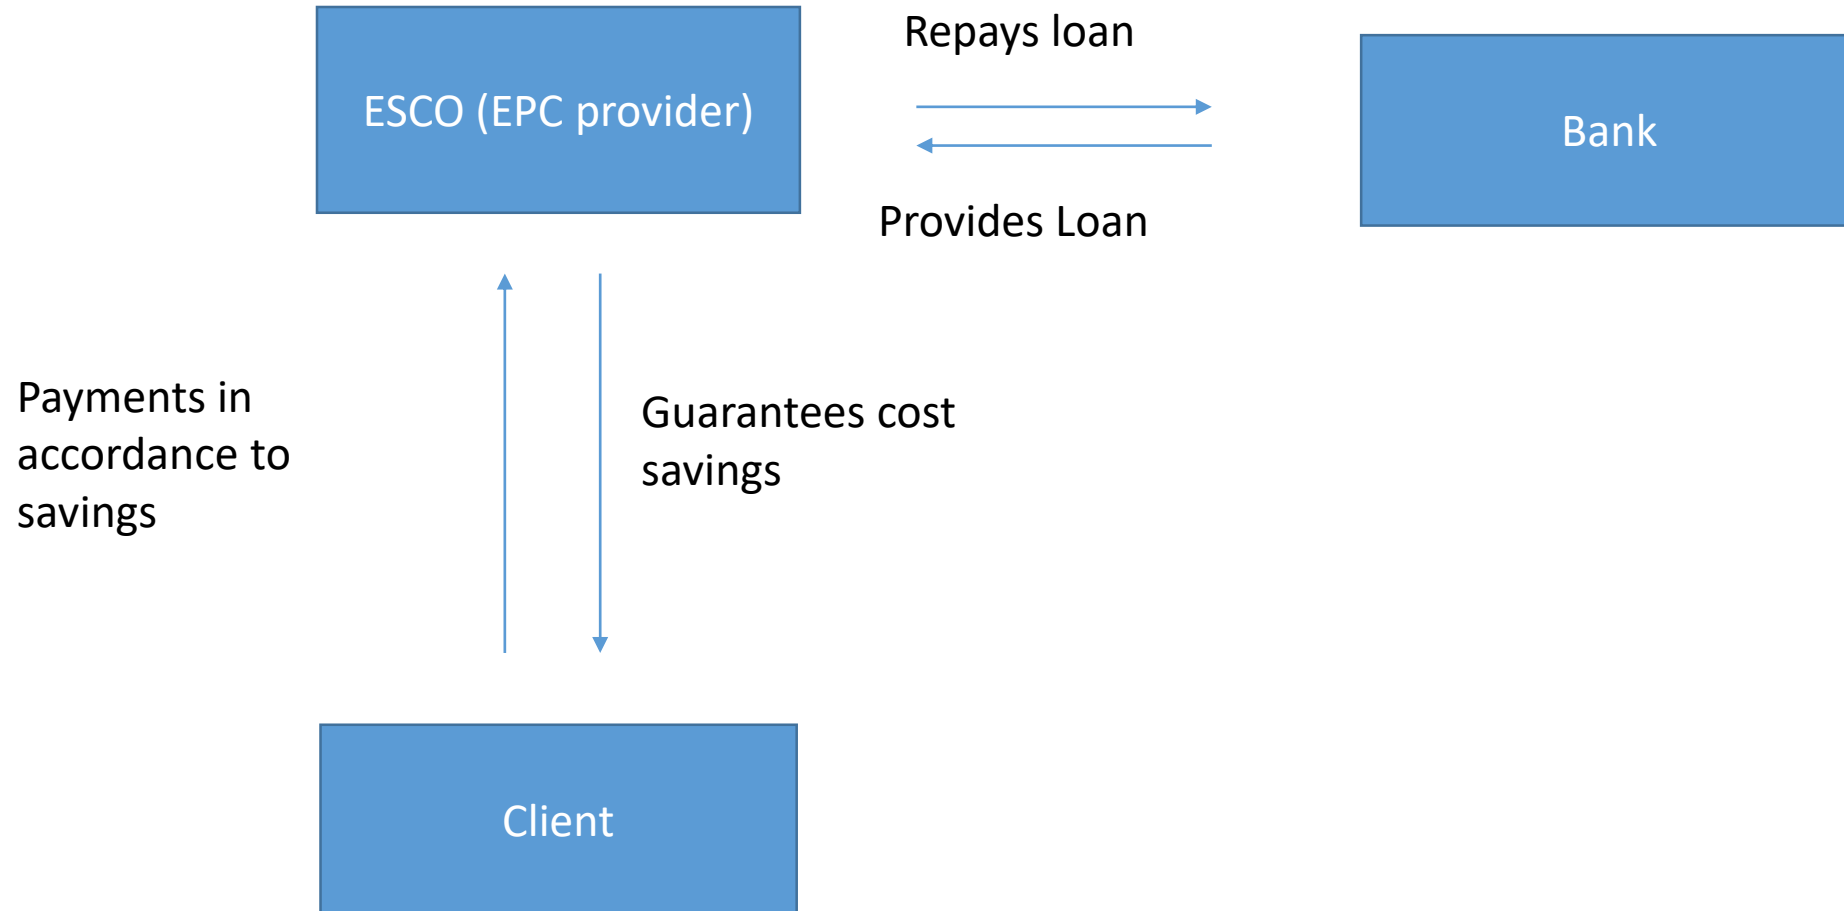 Repays loan
ESCO (EPC provider)
Bank
Provides Loan
Payments in
accordance to
savings
Guarantees cost
savings
Client